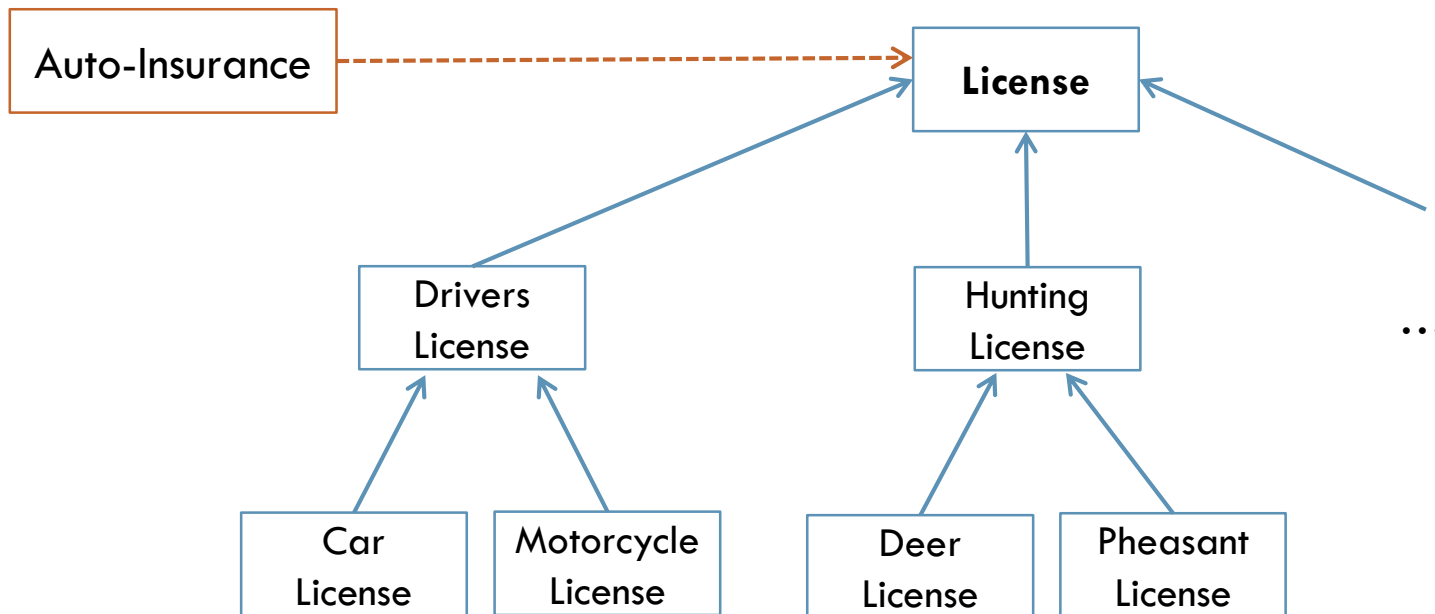 Auto-Insurance
License
Drivers
License
Hunting
License
...
Car
License
Motorcycle
License
Deer
License
Pheasant
License